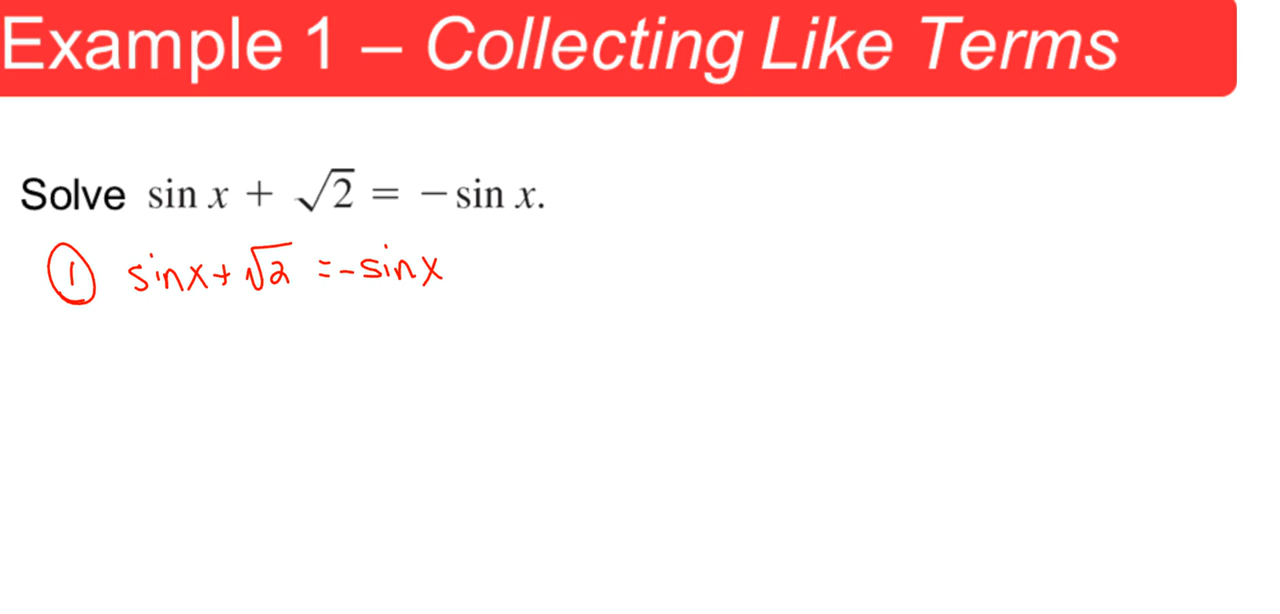 Example 1 – Collecting Like Terms
Solve sin x + √2 = − sin x.
① sinx+√2 =-sinx